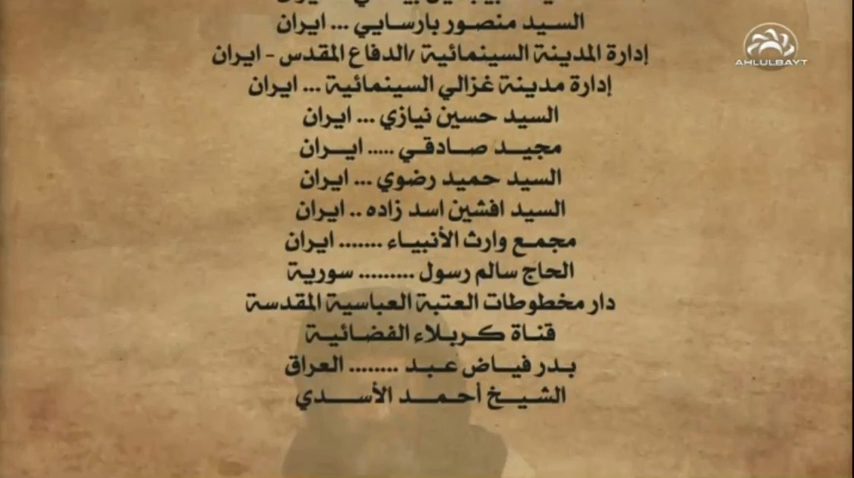 AHLULBAYT
السيد منصور بارسايي ... ايران
إدارة المدينة السينمائية /الدفاع المقدس - ايران
إدارة مدينة غزالي السينمائية ... ايران
السيد حسين نيازي ... ايران
مجيد صادقي ..... ايران
السيد حميد رضوي ... ايران
السيد افشين اسد زاده .. ايران
مجمع وارث الأنبياء ....... ايران
الحاج سالم رسول ......... سورية
دار مخطوطات العتبة العباسية المقدسة
قناة كربلاء الفضائية
بدر فياض عبد ........ العراق
الشيخ أحمد الأسدي